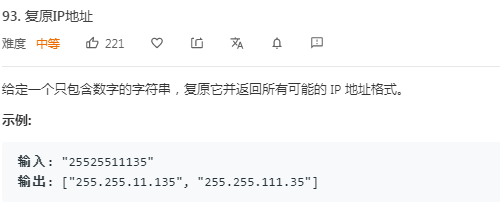 93. 复原IP地址
难度 中等 221
给定一个只包含数字的字符串，复原它并返回所有可能的 IP 地址格式。
示例:
输入: "25525511135"
输出: ["255.255.11.135", "255.255.111.35"]